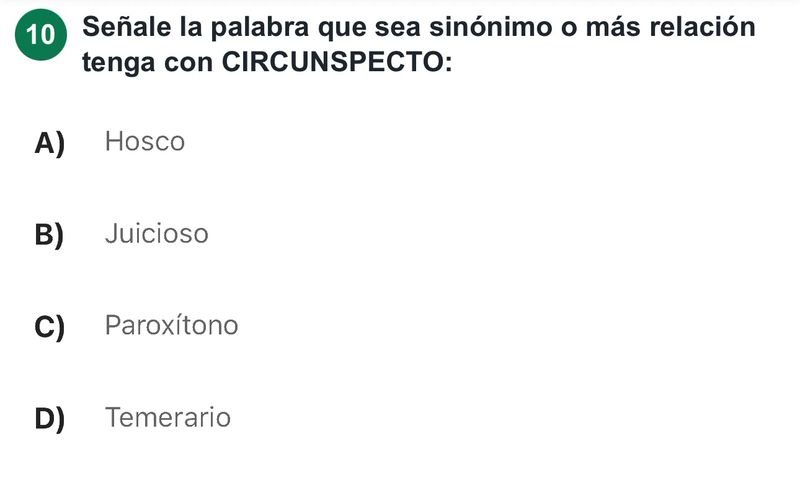 10 Señale la palabra que sea sinónimo o más relación
tenga con CIRCUNSPECTO:
A) Hosco
B) Juicioso
C) Paroxítono
D) Temerario